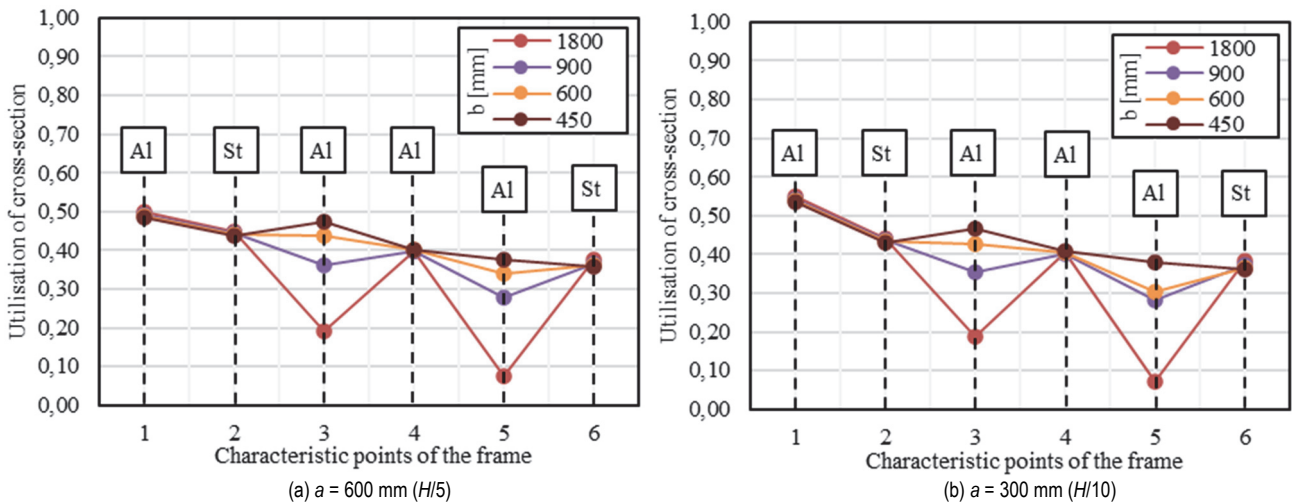 1,00
0,90
0,80
0,70
0,60
0,50
0,40
0,30
0,20
0,10
0,00
Utilisation of cross-section
b [mm]
1800
900
600
450
Al
St
Al
Al
Al
St
1 2 3 4 5 6
Characteristic points of the frame
(a) a = 600 mm (H/5)
1,00
0,90
0,80
0,70
0,60
0,50
0,40
0,30
0,20
0,10
0,00
Utilisation of cross-section
b [mm]
1800
900
600
450
Al
St
Al
Al
Al
St
1 2 3 4 5 6
Characteristic points of the frame
(b) a = 300 mm (H/10)